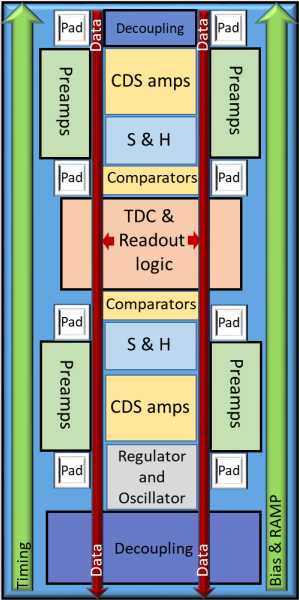 Pad
Data
Decoupling
Data
Pad
Preamps
CDS amps
Preamps
S & H
Pad
Comparators
Pad
TDC &
Readout
logic
Comparators
Pad
Pad
S & H
Preamps
CDS amps
Preamps
Pad
Regulator
and
Oscillator
Pad
Timing
Data
Decoupling
Data
Bias & RAMP